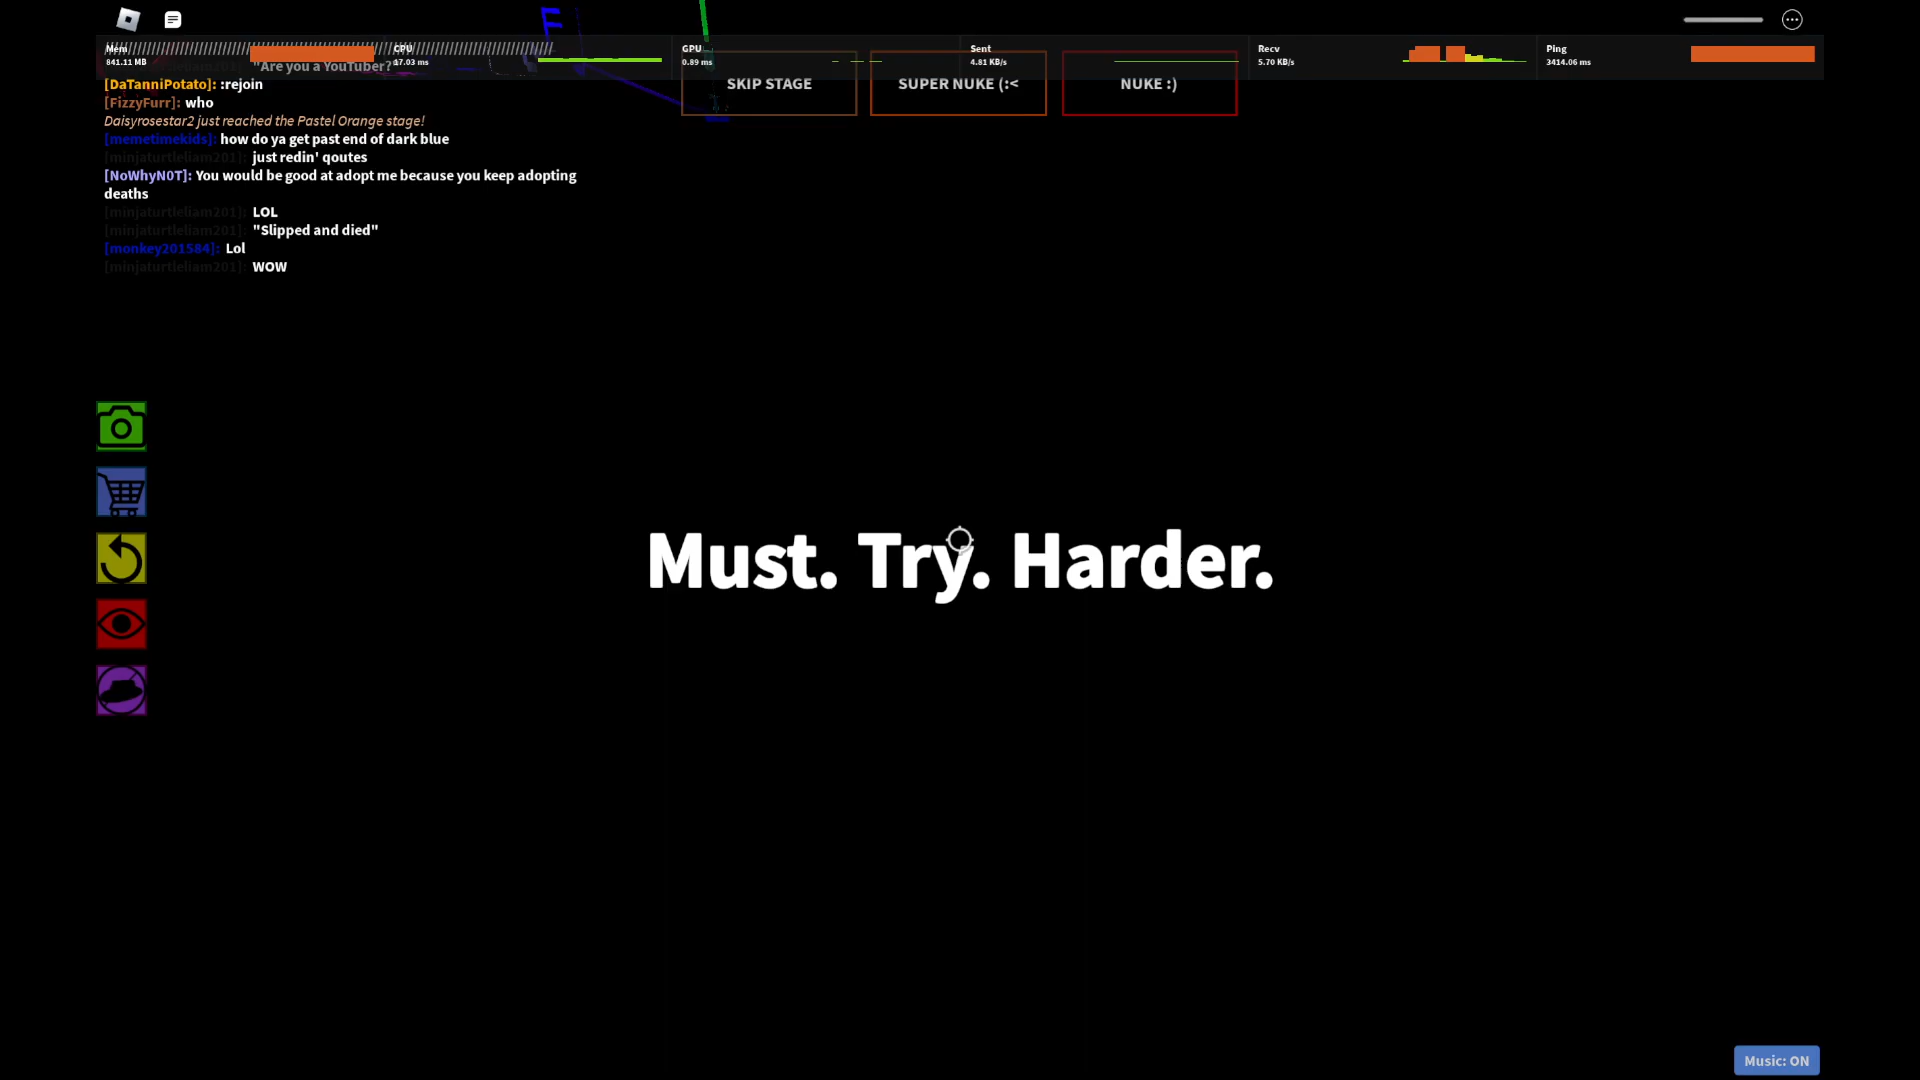 Mem
841.11 MB
CPU
17.03 ms
GPU
0.89 ms
Sent
4.81 KB/s
Recv
5.70 KB/s
Ping
3414.06 ms
"Are you a YouTuber?"
[DaTanniPotato]: :rejoin
[FizzyFurr]: who
Daisyrosestar2 just reached the Pastel Orange stage!
[memetimekids]: how do ya get past end of dark blue
[minjaturtleliam201]: just redin' qoutes
[NoWhyN0T]: You would be good at adopt me because you keep adopting
deaths
[minjaturtleliam201]: LOL
[minjaturtleliam201]: "Slipped and died"
[monkey201584]: Lol
[minjaturtleliam201]: WOW
SKIP STAGE
SUPER NUKE (:<
NUKE :)
Must. Try. Harder.
Music: ON